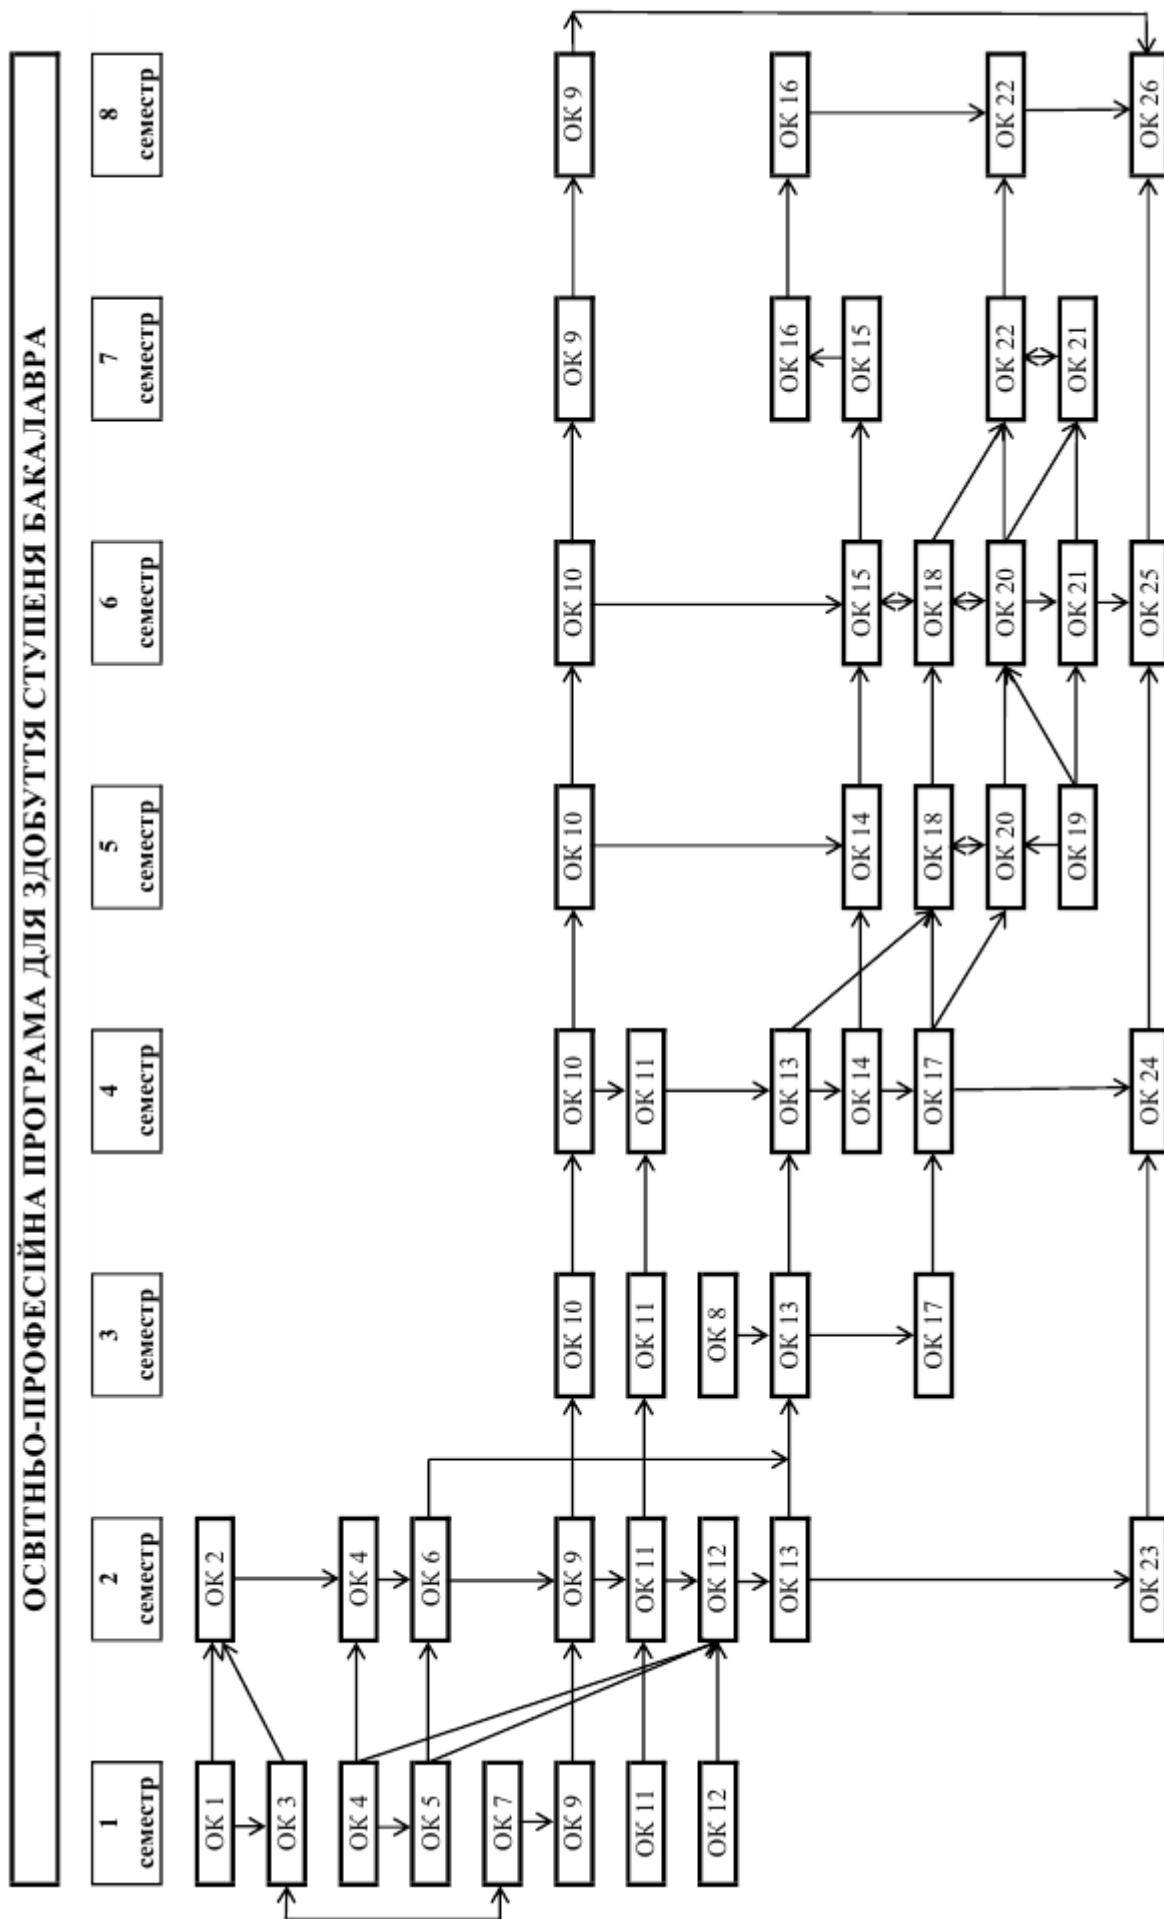 ОСВІТНЬО-ПРОФЕСІЙНА ПРОГРАМА ДЛЯ ЗДОБУТТЯ СТУПЕНЯ БАКАЛАВРА
1
семестр
2
семестр
3
семестр
4
семестр
5
семестр
6
семестр
7
семестр
8
семестр
ОК 1
ОК 2
ОК 3
ОК 4
ОК 4
ОК 5
ОК 6
ОК 7
ОК 9
ОК 9
ОК 10
ОК 10
ОК 10
ОК 10
ОК 9
ОК 9
ОК 11
ОК 11
ОК 11
ОК 11
ОК 12
ОК 12
ОК 8
ОК 13
ОК 13
ОК 13
ОК 16
ОК 16
ОК 14
ОК 14
ОК 15
ОК 15
ОК 17
ОК 17
ОК 18
ОК 18
ОК 20
ОК 20
ОК 22
ОК 22
ОК 19
ОК 21
ОК 21
ОК 23
ОК 24
ОК 25
ОК 26